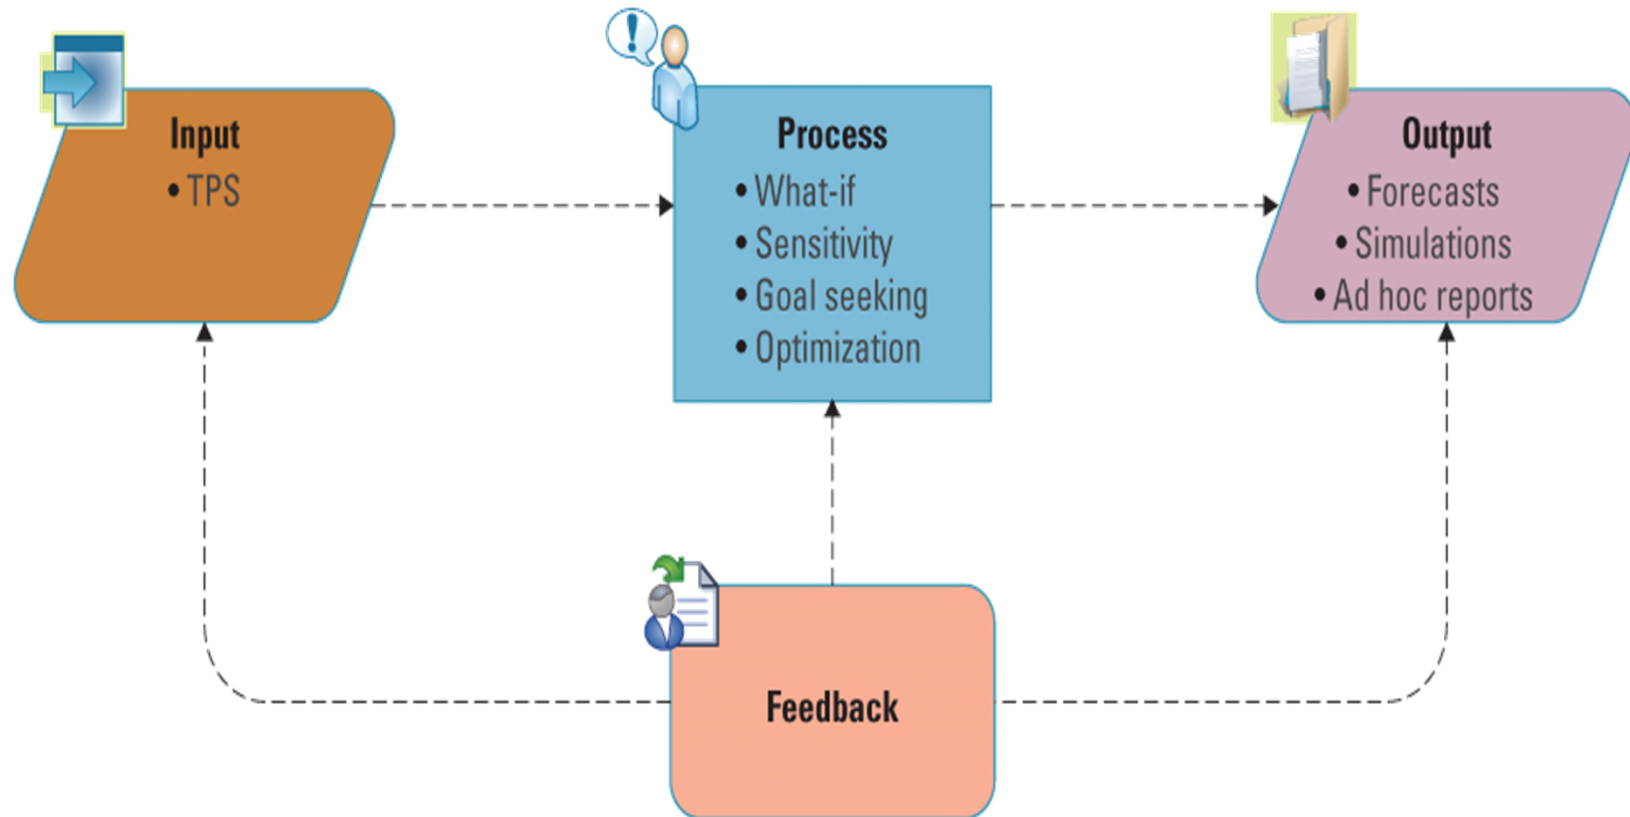 Input
• TPS
Process
• What-if
• Sensitivity
• Goal seeking
• Optimization
Output
• Forecasts
• Simulations
• Ad hoc reports
Feedback